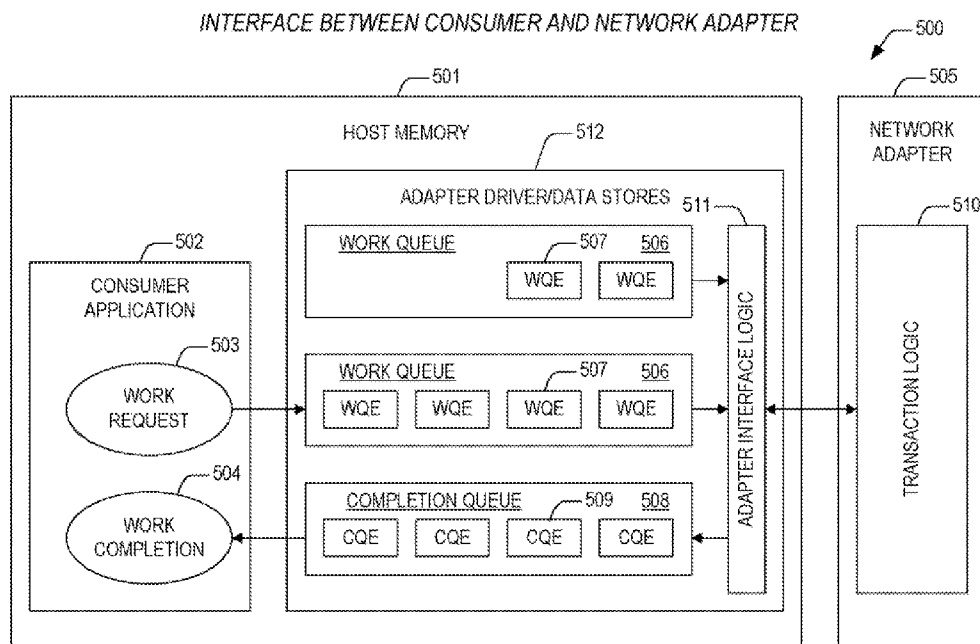 INTERFACE BETWEEN CONSUMER AND NETWORK ADAPTER
500
501
505
HOST MEMORY
NETWORK
ADAPTER
512
ADAPTER DRIVER/DATA STORES
511
510
502
CONSUMER
APPLICATION
WORK QUEUE 507 506
WQE WQE
503
WORK
REQUEST
WORK QUEUE 507 506
WQE WQE WQE WQE
504
WORK
COMPLETION
COMPLETION QUEUE 509 508
CQE CQE CQE CQE
ADAPTER INTERFACE LOGIC
TRANSACTION LOGIC